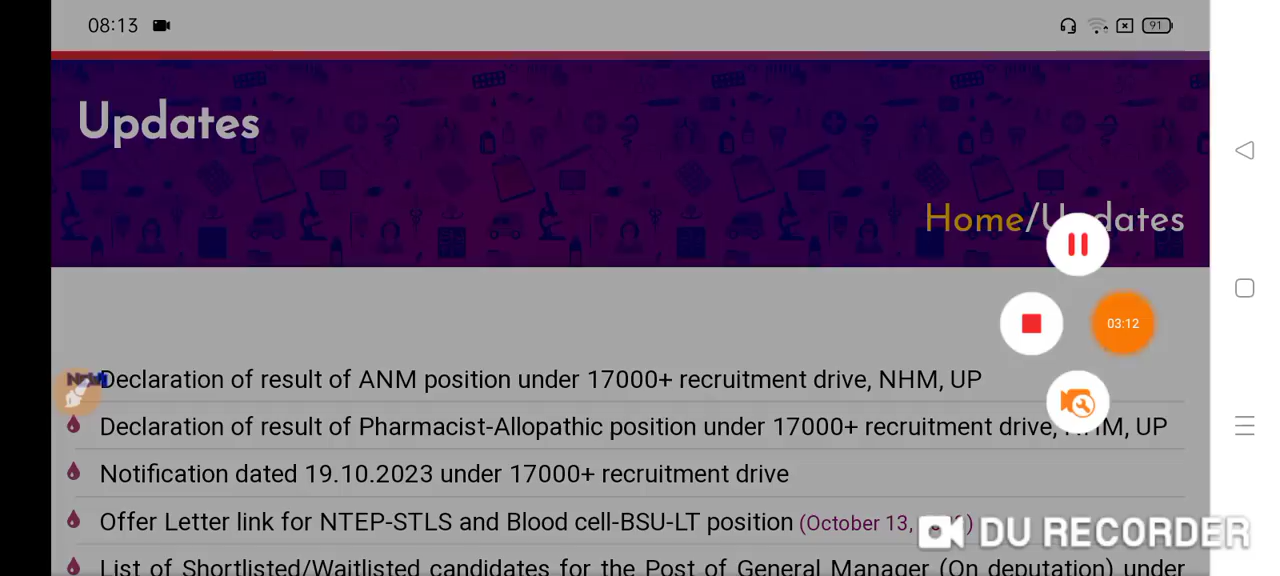 08:13
91
Updates
Home/Updates
03:12
Declaration of result of ANM position under 17000+ recruitment drive, NHM, UP
Declaration of result of Pharmacist-Allopathic position under 17000+ recruitment drive, NHM, UP
Notification dated 19.10.2023 under 17000+ recruitment drive
Offer Letter link for NTEP-STLS and Blood cell-BSU-LT position (October 13,
DU RECORDER
List of Shortlisted/Waitlisted candidates for the Post of General Manager (On deputation) under